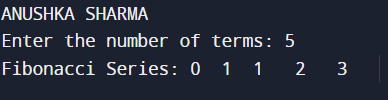 ANUSHKA SHARMA
Enter the number of terms: 5
Fibonacci Series: 0  1  1   2   3